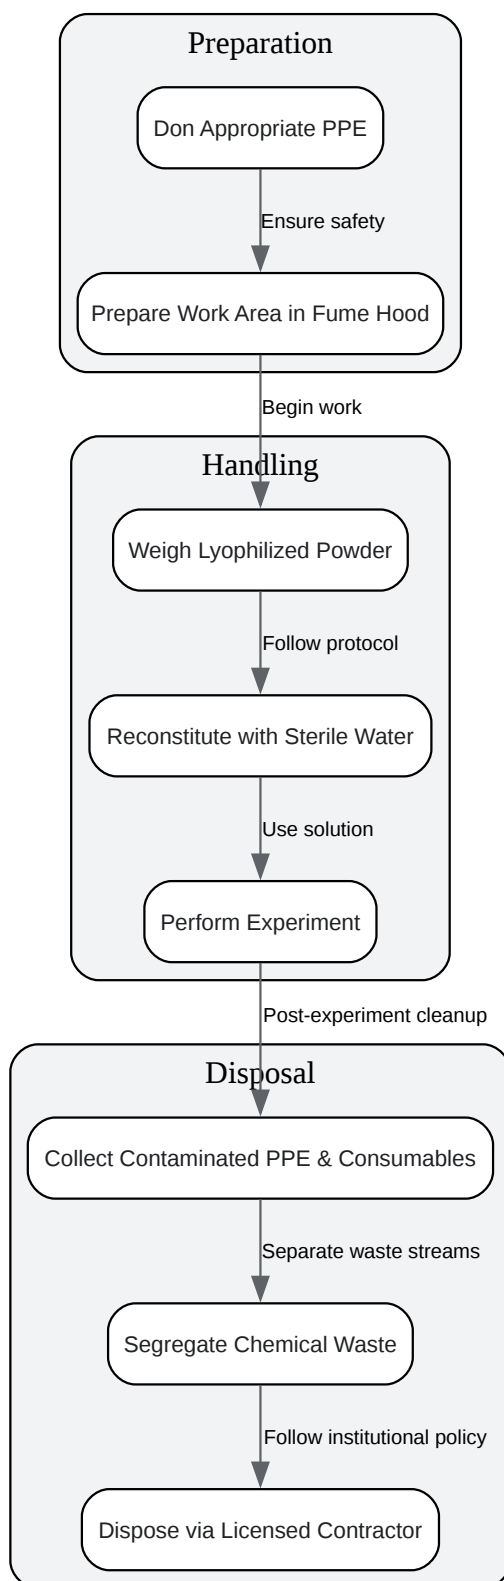 Preparation
Don Appropriate PPE
Ensure safety
Prepare Work Area in Fume Hood
Begin work
Handling
Weigh Lyophilized Powder
Follow protocol
Reconstitute with Sterile Water
Use solution
Perform Experiment
Post-experiment cleanup
Disposal
Collect Contaminated PPE & Consumables
Separate waste streams
Segregate Chemical Waste
Follow institutional policy
Dispose via Licensed Contractor